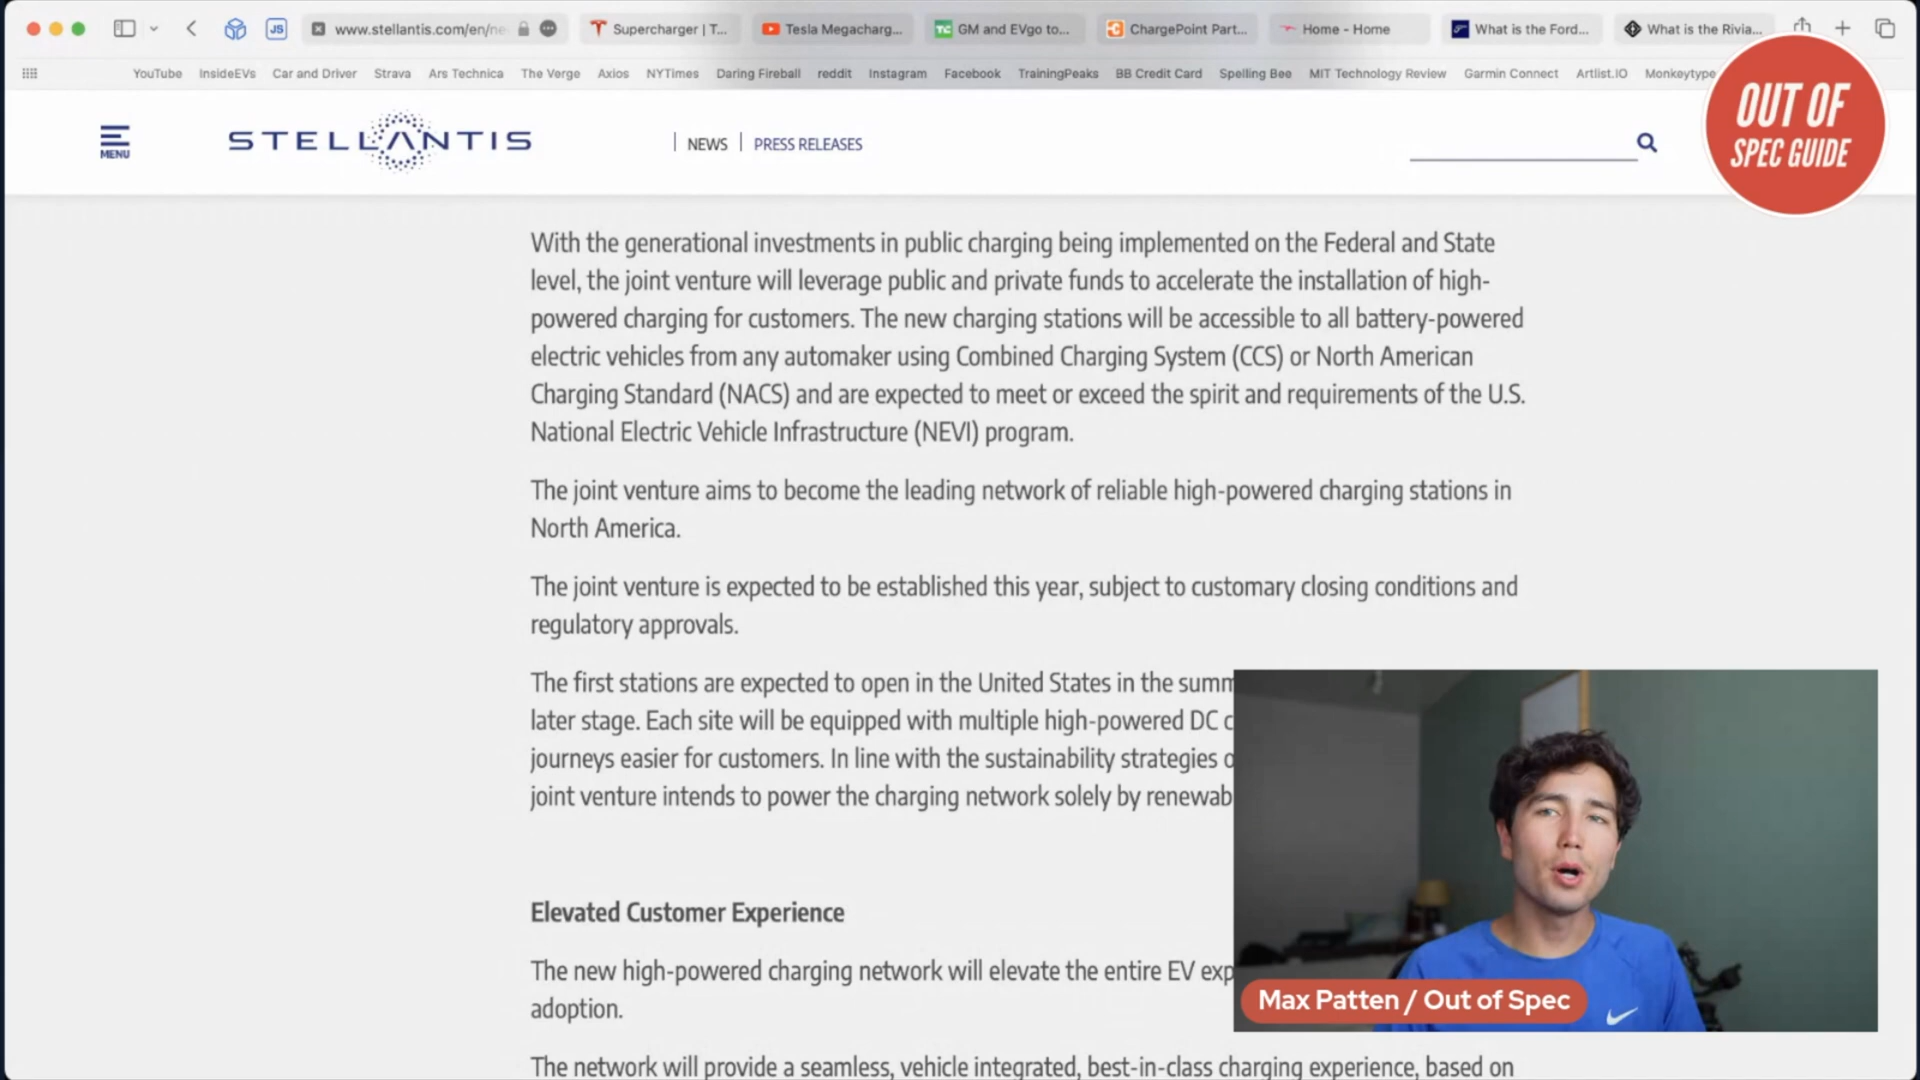 www.stellantis.com/en/ne
Supercharger | T...
Tesla Megacharg...
GM and EVgo to...
ChargePoint Part...
Home - Home
What is the Ford...
What is the Rivia...
JS
TC
YouTube InsideEVs Car and Driver Strava Ars Technica The Verge Axios NYTimes Daring Fireball reddit Instagram Facebook TrainingPeaks BB Credit Card Spelling Bee MIT Technology Review Garmin Connect Artlist.IO Monkeytype
OUT OF
SPEC GUIDE
MENU
STELLANTIS
NEWS
PRESS RELEASES
With the generational investments in public charging being implemented on the Federal and State
level, the joint venture will leverage public and private funds to accelerate the installation of high-
powered charging for customers. The new charging stations will be accessible to all battery-powered
electric vehicles from any automaker using Combined Charging System (CCS) or North American
Charging Standard (NACS) and are expected to meet or exceed the spirit and requirements of the U.S.
National Electric Vehicle Infrastructure (NEVI) program.
The joint venture aims to become the leading network of reliable high-powered charging stations in
North America.
The joint venture is expected to be established this year, subject to customary closing conditions and
regulatory approvals.
The first stations are expected to open in the United States in the summ
later stage. Each site will be equipped with multiple high-powered DC c
journeys easier for customers. In line with the sustainability strategies o
joint venture intends to power the charging network solely by renewab
Elevated Customer Experience
The new high-powered charging network will elevate the entire EV exp
adoption.
The network will provide a seamless, vehicle integrated, best-in-class charging experience, based on
Max Patten / Out of Spec